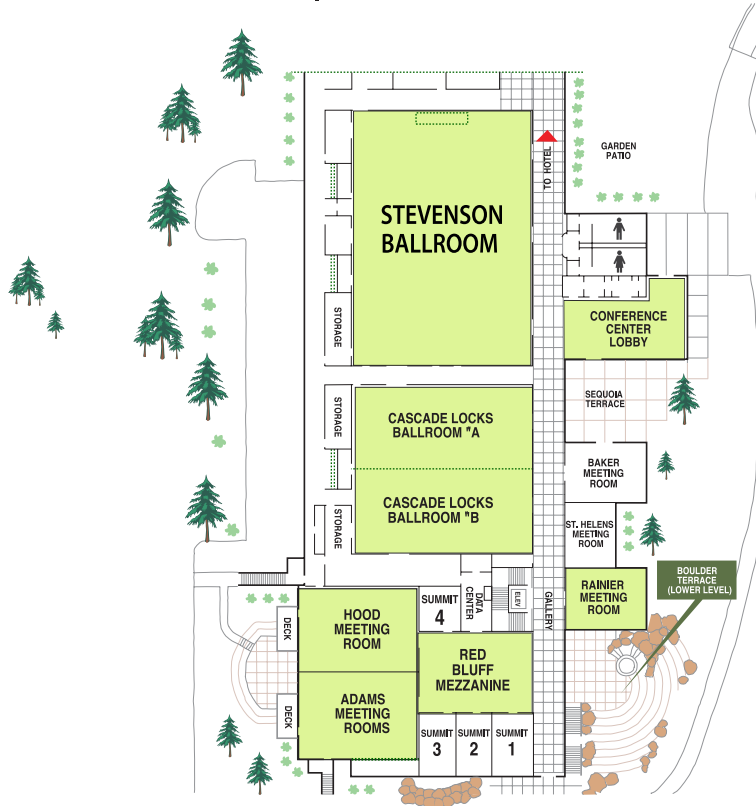 GARDEN
PATIO
TO HOTEL
STEVENSON
BALLROOM
STORAGE
CONFERENCE
CENTER
LOBBY
SEQUOIA
TERRACE
STORAGE
CASCADE LOCKS
BALLROOM "A
CASCADE LOCKS
BALLROOM "B
BAKER
MEETING
ROOM
STORAGE
ST. HELENS
MEETING
ROOM
BOULDER
TERRACE
(LOWER LEVEL)
RAINIER
MEETING
ROOM
SUMMIT
4
DATA
CENTER
ELEV
GALLERY
DECK
HOOD
MEETING
ROOM
RED
BLUFF
MEZZANINE
DECK
ADAMS
MEETING
ROOMS
SUMMIT
3
SUMMIT
2
SUMMIT
1